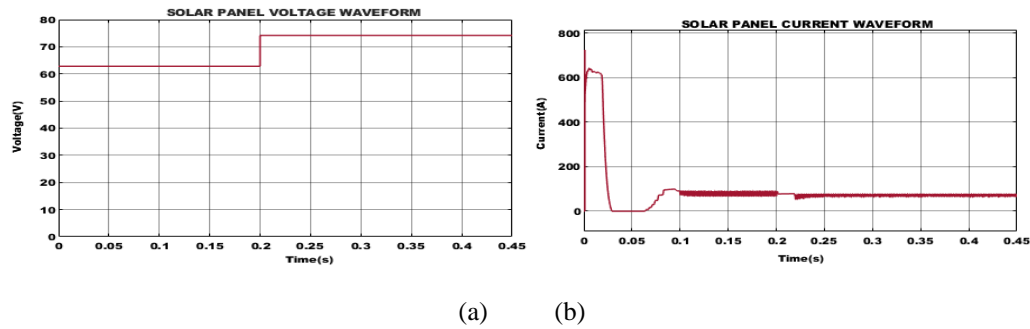 SOLAR PANEL VOLTAGE WAVEFORM
80
70
60
50
40
30
20
10
0
Voltage(V)
0 0.05 0.1 0.15 0.2 0.25 0.3 0.35 0.4 0.45
Time(s)
SOLAR PANEL CURRENT WAVEFORM
800
600
400
200
0
Current(A)
0 0.05 0.1 0.15 0.2 0.25 0.3 0.35 0.4 0.45
Time(s)
(a) (b)